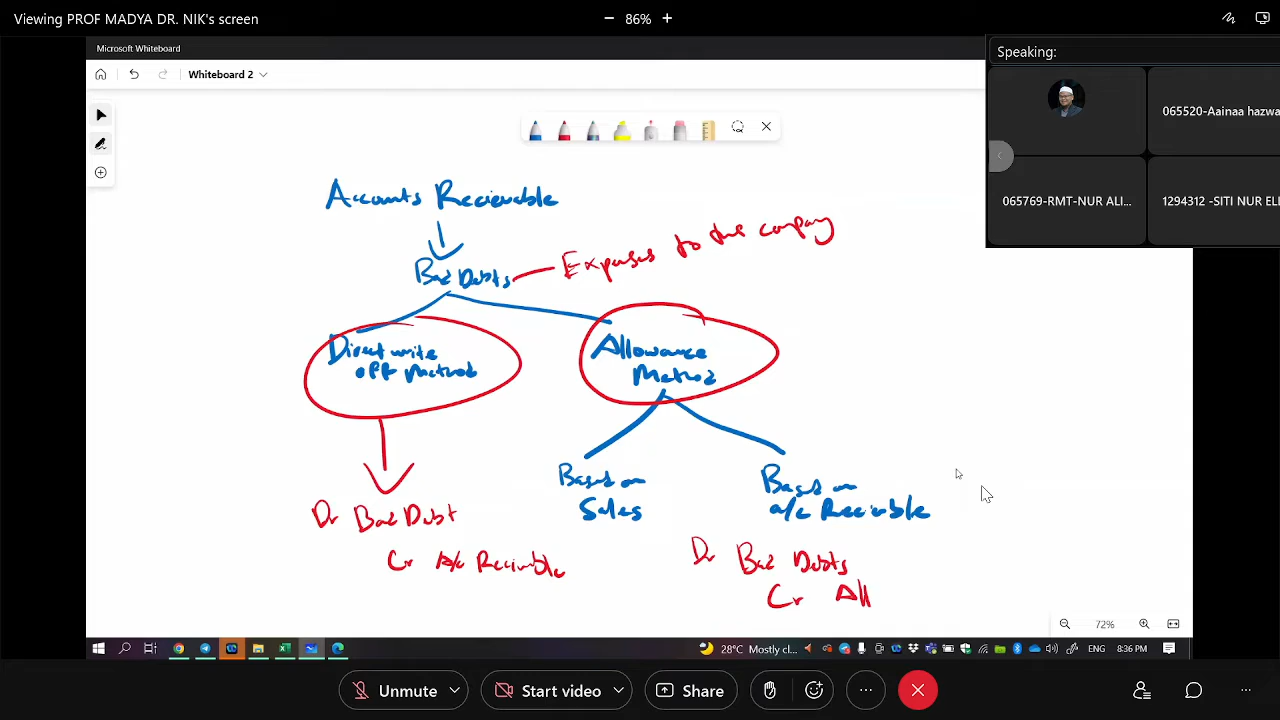 Viewing PROF MADYA DR. NIK's screen
86%
Microsoft Whiteboard
Whiteboard 2
Speaking:
065520-Aainaa hazwa
065769-RMT-NUR ALI...
1294312 -SITI NUR ELI
Accounts Recievable
Bad Debts
Expenses to the company
Direct write
off Method
Allowance
Method
Based on
Sales
Based on
a/c Recievable
Dr Bad Debt
Cr A/c Recievable
Dr Bad Debts
Cr All
72%
28°C Mostly cl...
ENG
8:36 PM
Unmute
Start video
Share